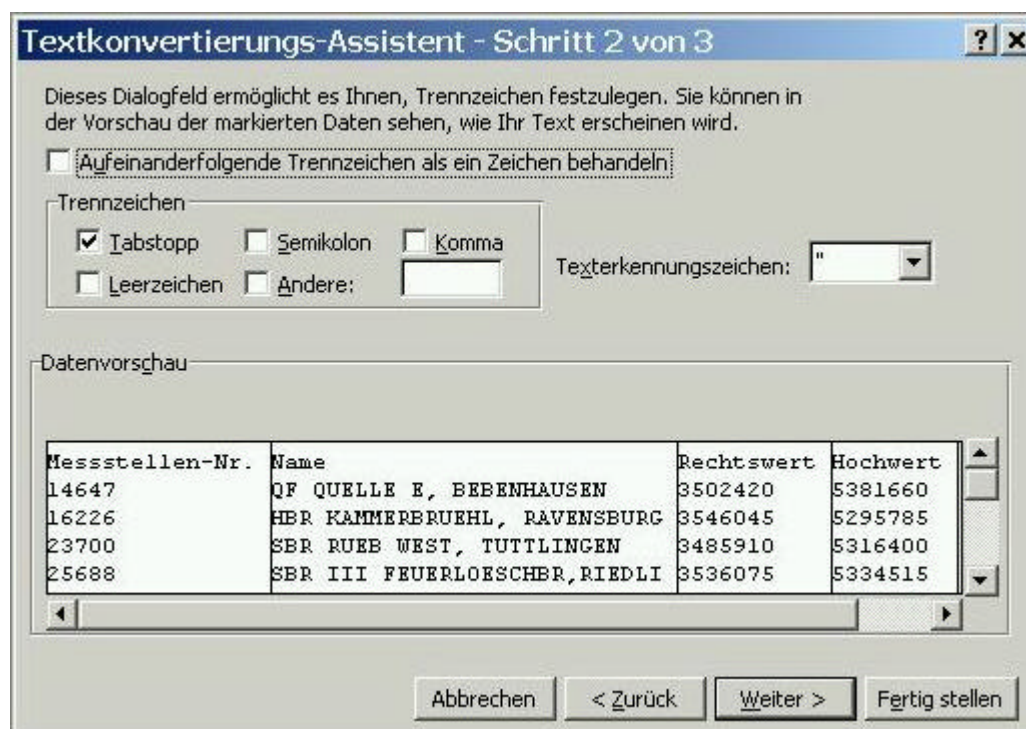 Textkonvertierungs-Assistent - Schritt 2 von 3
Dieses Dialogfeld ermöglicht es Ihnen, Trennzeichen festzulegen. Sie können in
der Vorschau der markierten Daten sehen, wie Ihr Text erscheinen wird.
Aufeinanderfolgende Trennzeichen als ein Zeichen behandeln
Trennzeichen
Tabstopp Semikolon Komma
Leerzeichen Andere:
Texterkennungszeichen: "
Datenvorschau
Messstellen-Nr. Name Rechtswert Hochwert
14647 QF QUELLE E, BEBENHAUSEN 3502420 5381660
16226 HBR KAMMERBRUEHL, RAVENSBURG 3546045 5295785
23700 SBR RUEB WEST, TUTTLINGEN 3485910 5316400
25688 SBR III FEUERLOESCHBR,RIEDLI 3536075 5334515
Abbrechen < Zurück Weiter > Fertig stellen